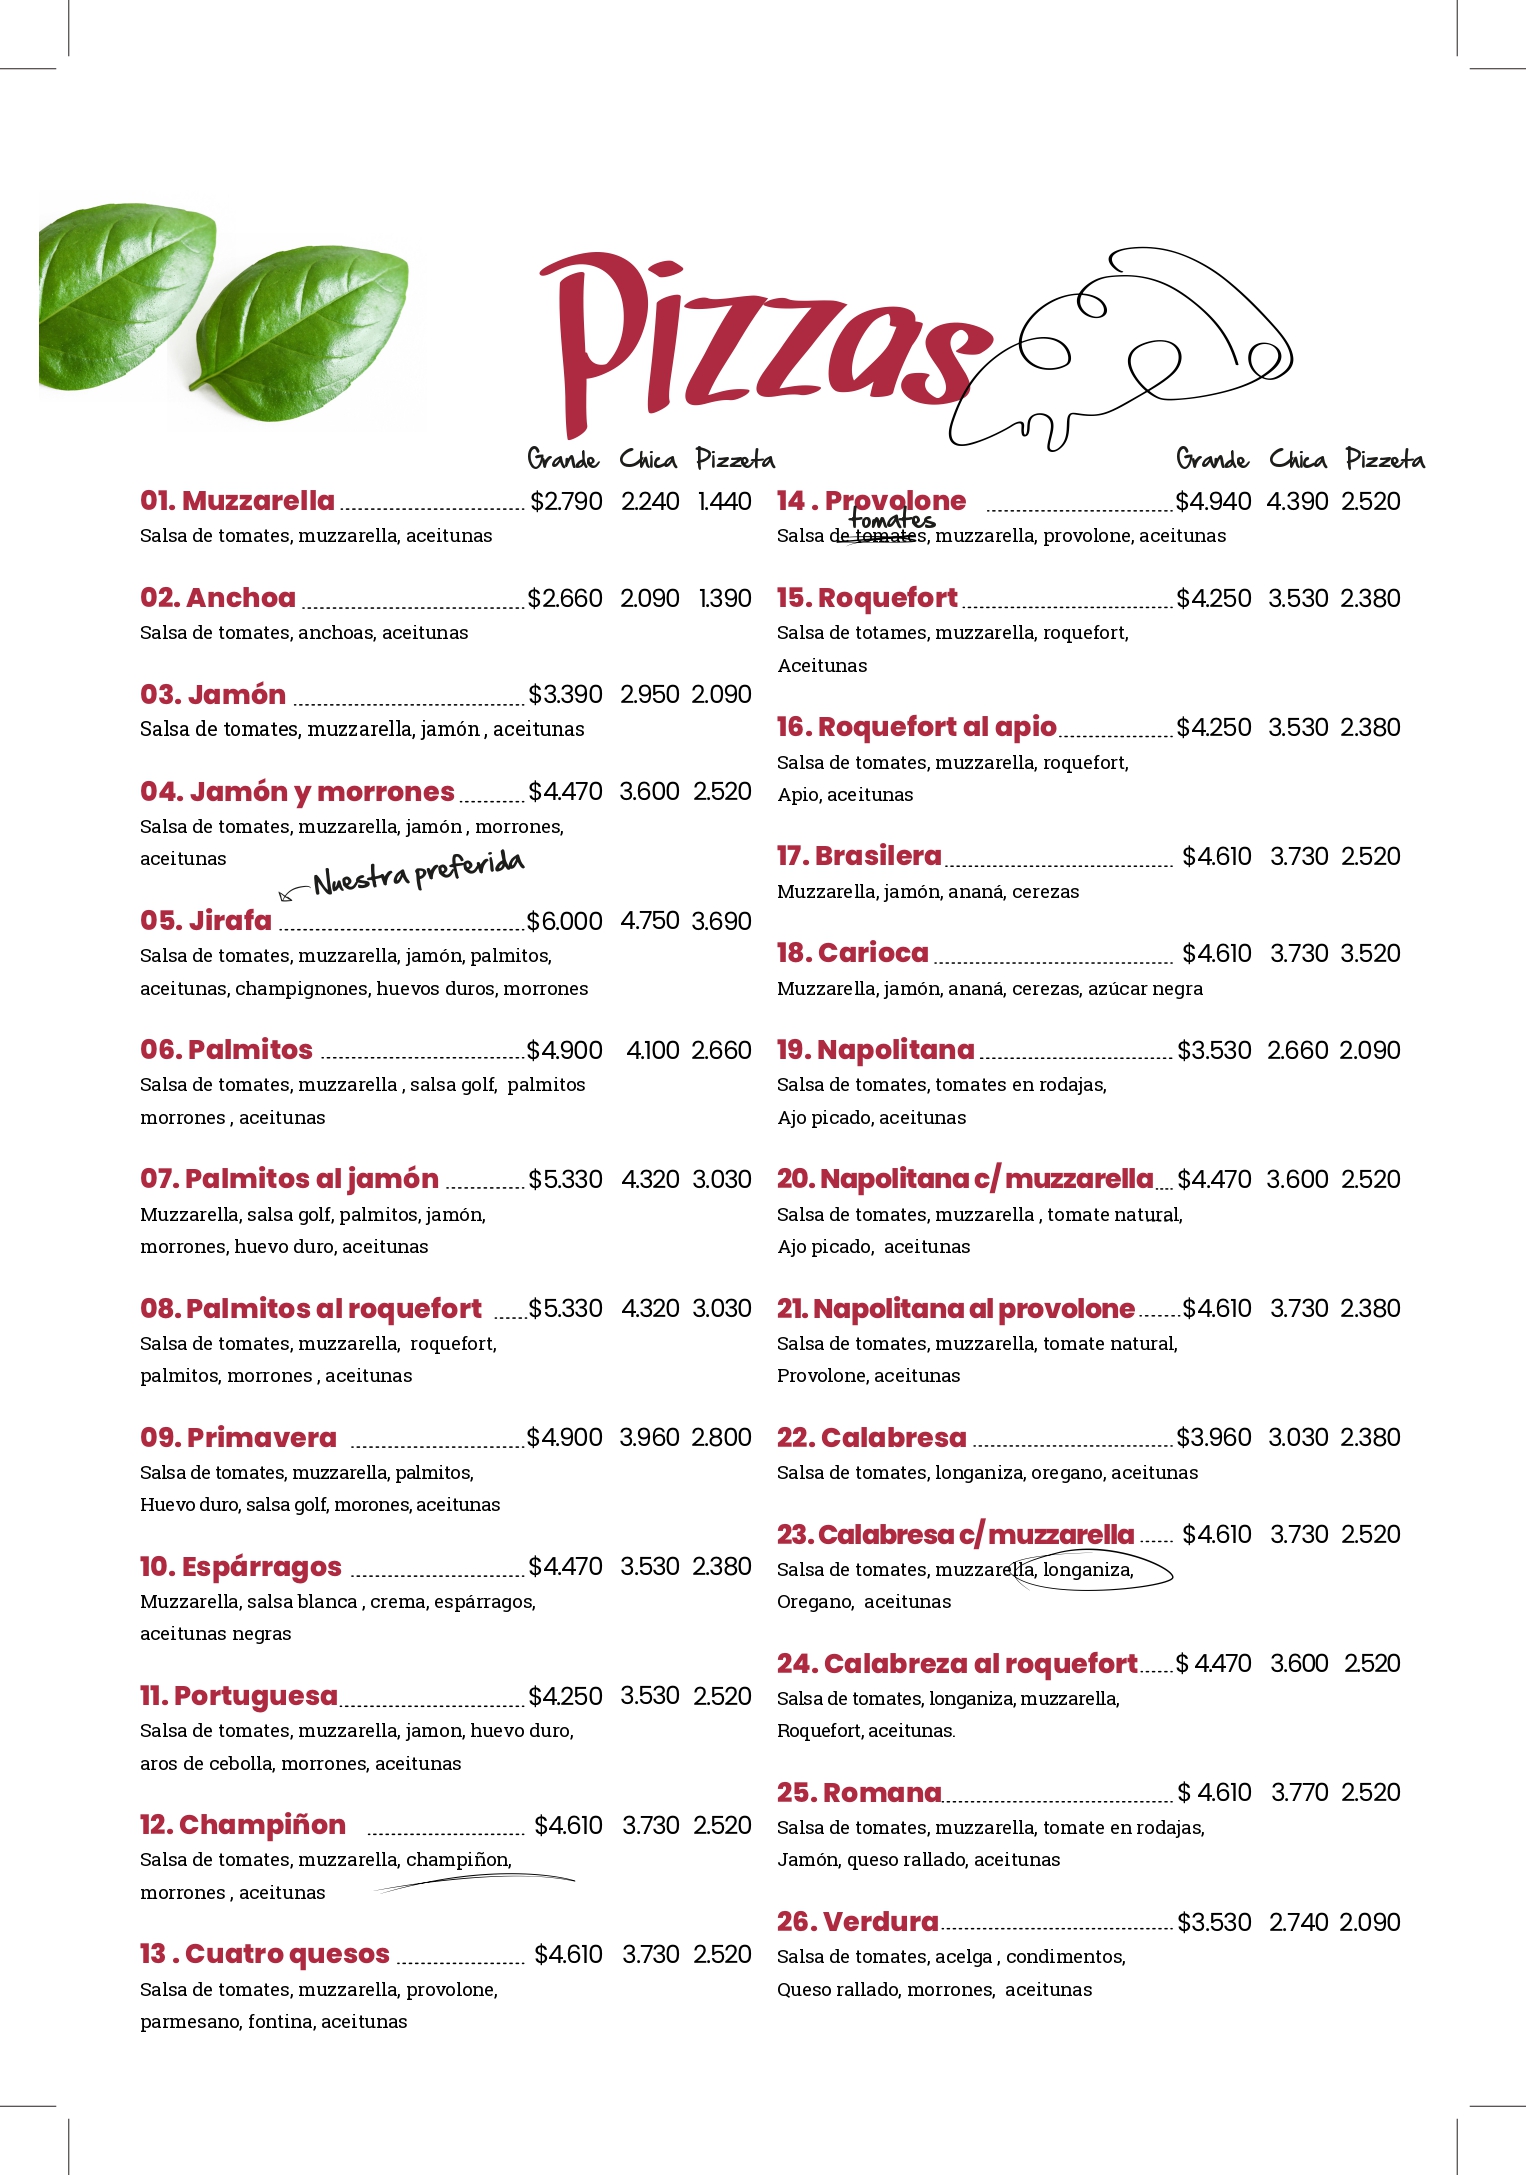 Pizzas
Grande Chica Pizzeta
01. Muzzarella $2.790 2.240 1.440
Salsa de tomates, muzzarella, aceitunas
02. Anchoa $2.660 2.090 1.390
Salsa de tomates, anchoas, aceitunas
03. Jamón $3.390 2.950 2.090
Salsa de tomates, muzzarella, jamón , aceitunas
04. Jamón y morrones $4.470 3.600 2.520
Salsa de tomates, muzzarella, jamón , morrones,
aceitunas
Nuestra preferida
05. Jirafa $6.000 4.750 3.690
Salsa de tomates, muzzarella, jamón, palmitos,
aceitunas, champignones, huevos duros, morrones
06. Palmitos $4.900 4.100 2.660
Salsa de tomates, muzzarella , salsa golf, palmitos
morrones , aceitunas
07. Palmitos al jamón $5.330 4.320 3.030
Muzzarella, salsa golf, palmitos, jamón,
morrones, huevo duro, aceitunas
08. Palmitos al roquefort $5.330 4.320 3.030
Salsa de tomates, muzzarella, roquefort,
palmitos, morrones , aceitunas
09. Primavera $4.900 3.960 2.800
Salsa de tomates, muzzarella, palmitos,
Huevo duro, salsa golf, morones, aceitunas
10. Espárragos $4.470 3.530 2.380
Muzzarella, salsa blanca , crema, espárragos,
aceitunas negras
11. Portuguesa $4.250 3.530 2.520
Salsa de tomates, muzzarella, jamon, huevo duro,
aros de cebolla, morrones, aceitunas
12. Champiñon $4.610 3.730 2.520
Salsa de tomates, muzzarella, champiñon,
morrones , aceitunas
13 . Cuatro quesos $4.610 3.730 2.520
Salsa de tomates, muzzarella, provolone,
parmesano, fontina, aceitunas
Grande Chica Pizzeta
14 . Provolone $4.940 4.390 2.520
tomates
Salsa de tomates, muzzarella, provolone, aceitunas
15. Roquefort $4.250 3.530 2.380
Salsa de totames, muzzarella, roquefort,
Aceitunas
16. Roquefort al apio $4.250 3.530 2.380
Salsa de tomates, muzzarella, roquefort,
Apio, aceitunas
17. Brasilera $4.610 3.730 2.520
Muzzarella, jamón, ananá, cerezas
18. Carioca $4.610 3.730 3.520
Muzzarella, jamón, ananá, cerezas, azúcar negra
19. Napolitana $3.530 2.660 2.090
Salsa de tomates, tomates en rodajas,
Ajo picado, aceitunas
20. Napolitana c/ muzzarella $4.470 3.600 2.520
Salsa de tomates, muzzarella , tomate natural,
Ajo picado, aceitunas
21. Napolitana al provolone $4.610 3.730 2.380
Salsa de tomates, muzzarella, tomate natural,
Provolone, aceitunas
22. Calabresa $3.960 3.030 2.380
Salsa de tomates, longaniza, oregano, aceitunas
23. Calabresa c/ muzzarella $4.610 3.730 2.520
Salsa de tomates, muzzarella, longaniza,
Oregano, aceitunas
24. Calabreza al roquefort $ 4.470 3.600 2.520
Salsa de tomates, longaniza, muzzarella,
Roquefort, aceitunas.
25. Romana $ 4.610 3.770 2.520
Salsa de tomates, muzzarella, tomate en rodajas,
Jamón, queso rallado, aceitunas
26. Verdura $3.530 2.740 2.090
Salsa de tomates, acelga , condimentos,
Queso rallado, morrones, aceitunas